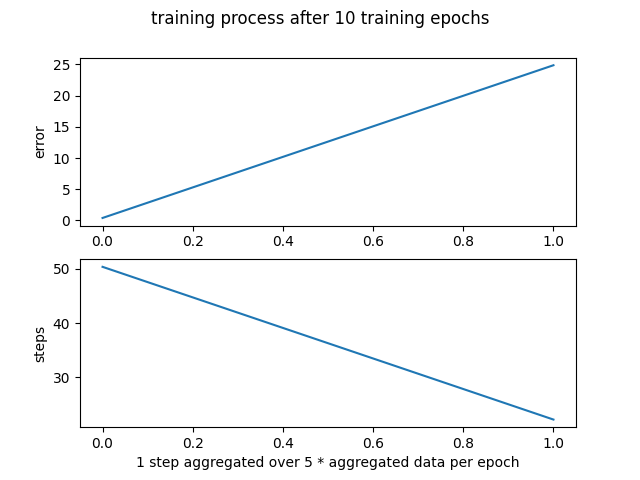 training process after 10 training epochs
25
20
15
10
5
0
error
0.0 0.2 0.4 0.6 0.8 1.0
50
40
30
steps
0.0 0.2 0.4 0.6 0.8 1.0
1 step aggregated over 5 * aggregated data per epoch